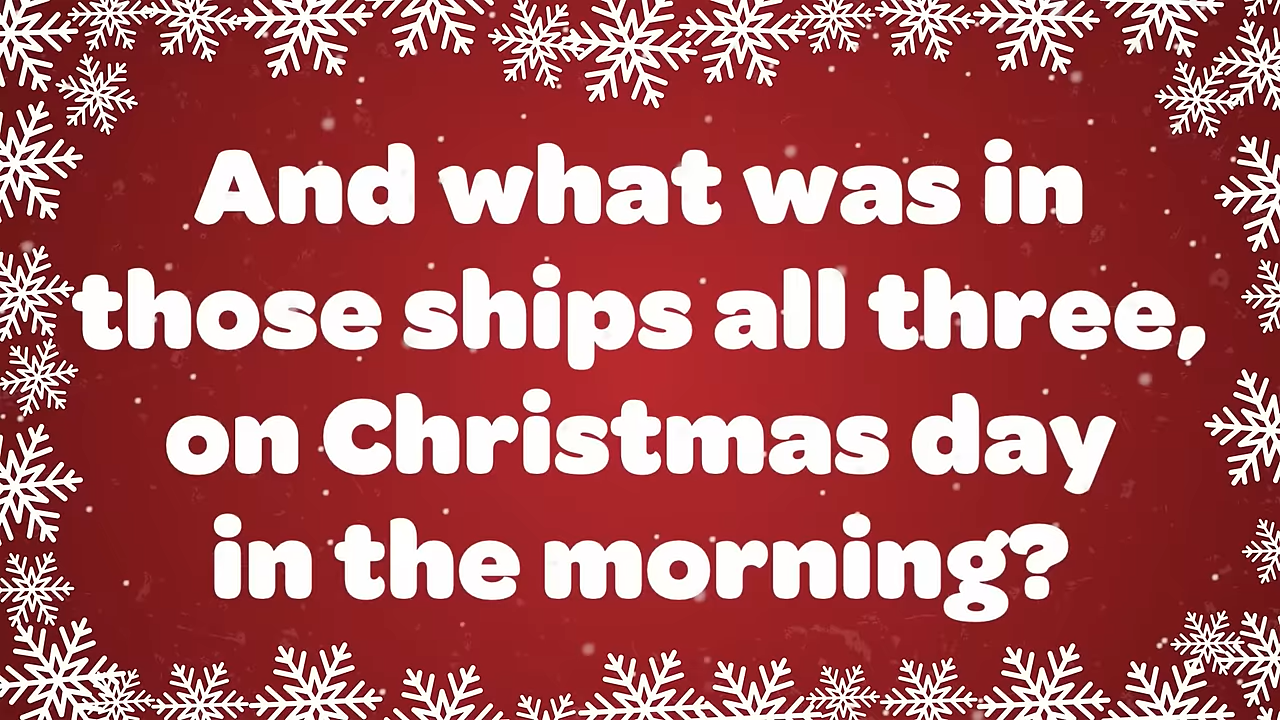 And what was in
those ships all three,
on Christmas day
in the morning?